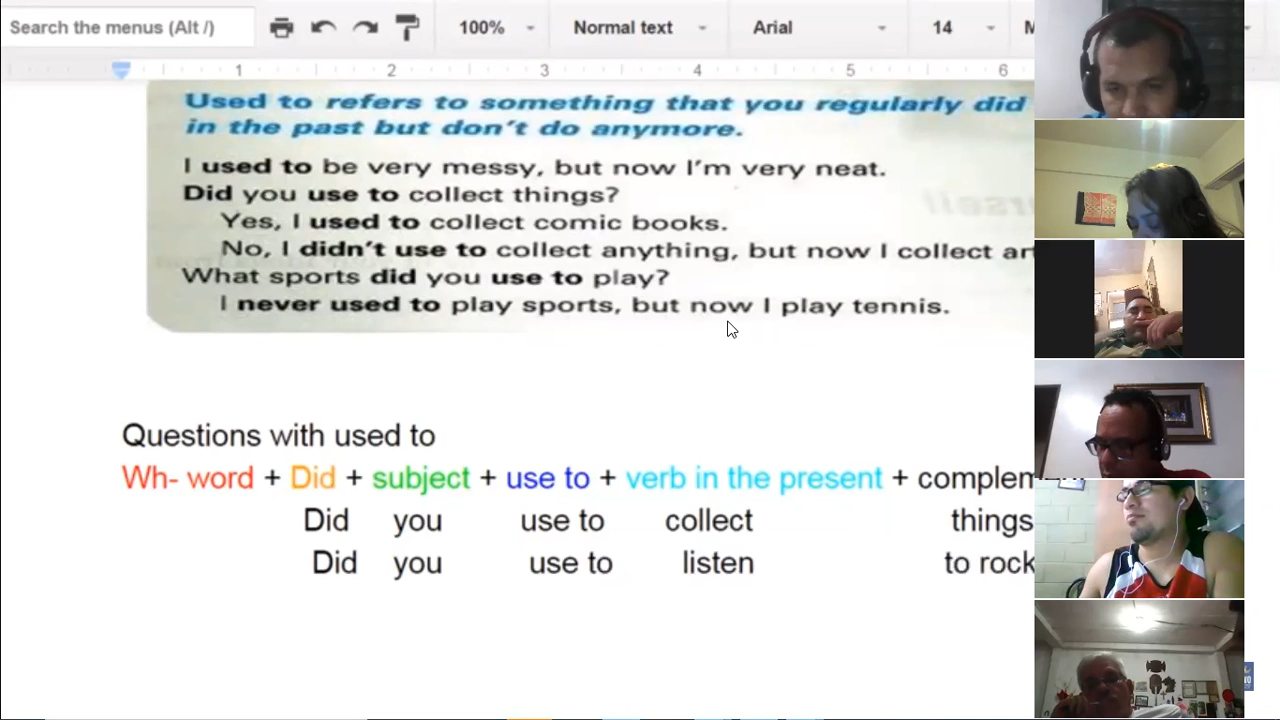 Search the menus (Alt /)
100%
Normal text
Arial
14
1 2 3 4 5 6
Used to refers to something that you regularly did
in the past but don't do anymore.
I used to be very messy, but now I'm very neat.
Did you use to collect things?
Yes, I used to collect comic books.
No, I didn't use to collect anything, but now I collect
What sports did you use to play?
I never used to play sports, but now I play tennis.
Questions with used to
Wh- word + Did + subject + use to + verb in the present + complem
Did you use to collect things
Did you use to listen to rock